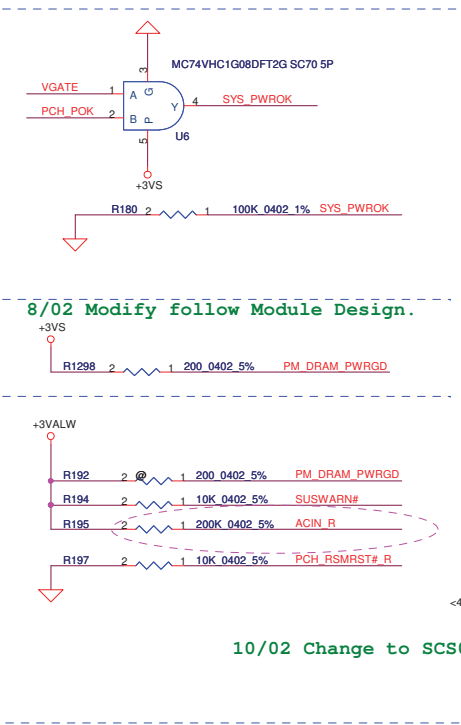 MC74VHC1G08DFT2G SC70 5P
3
VGATE 1 A G
Y 4 SYS_PWROK
PCH_POK 2 B P
U6
5
+3VS
R180 2 1 100K_0402_1% SYS_PWROK
8/02 Modify follow Module Design.
+3VS
R1298 2 1 200_0402_5% PM_DRAM_PWRGD
+3VALW
R192 2 @ 1 200_0402_5% PM_DRAM_PWRGD
R194 2 1 10K_0402_5% SUSWARN#
R195 2 1 200K_0402_5% ACIN_R
R197 2 1 10K_0402_5% PCH_RSMRST#_R
<4
10/02 Change to SCS0